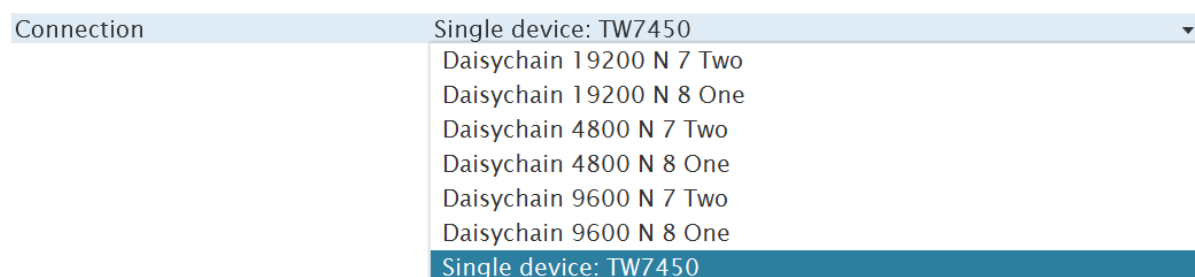 Connection Single device: TW7450
Daisychain 19200 N 7 Two
Daisychain 19200 N 8 One
Daisychain 4800 N 7 Two
Daisychain 4800 N 8 One
Daisychain 9600 N 7 Two
Daisychain 9600 N 8 One
Single device: TW7450